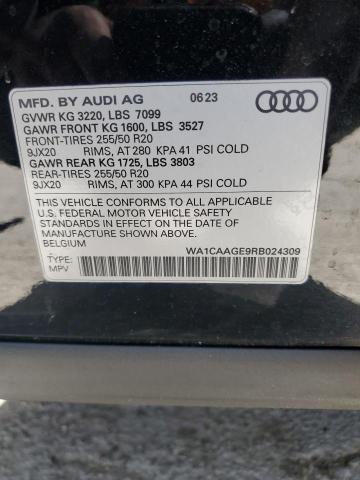 MFD. BY AUDI AG 06 23
GVWR KG 3220, LBS 7099
GAWR FRONT KG 1600, LBS 3527
FRONT-TIRES 255/50 R20
9JX20 RIMS, AT 280 KPA 41 PSI COLD
GAWR REAR KG 1725, LBS 3803
REAR-TIRES 255/50 R20
9JX20 RIMS, AT 300 KPA 44 PSI COLD
THIS VEHICLE CONFORMS TO ALL APPLICABLE
U.S. FEDERAL MOTOR VEHICLE SAFETY
STANDARDS IN EFFECT ON THE DATE OF
MANUFACTURE SHOWN ABOVE.
BELGIUM
WA1CAAGE9RB024309
TYPE:
MPV